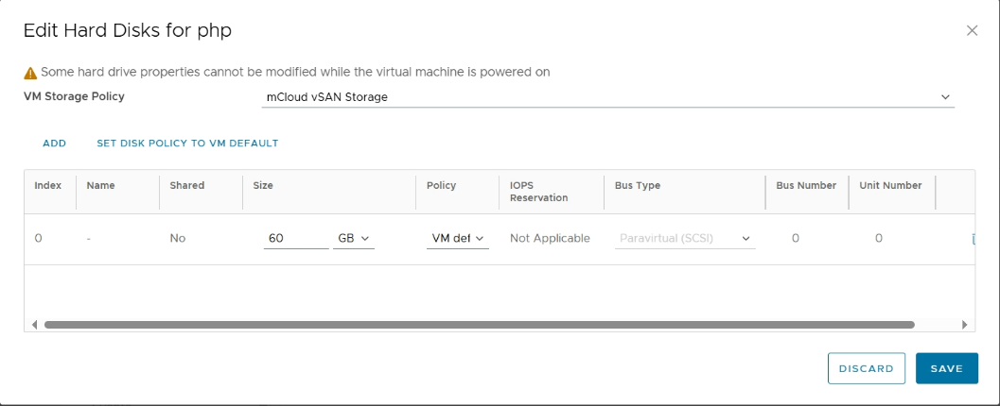 Edit Hard Disks for php
Some hard drive properties cannot be modified while the virtual machine is powered on
VM Storage Policy mCloud vSAN Storage
ADD SET DISK POLICY TO VM DEFAULT
Index Name Shared Size Policy IOPS Reservation Bus Type Bus Number Unit Number
0 - No 60 GB VM def Not Applicable Paravirtual (SCSI) 0 0
DISCARD SAVE